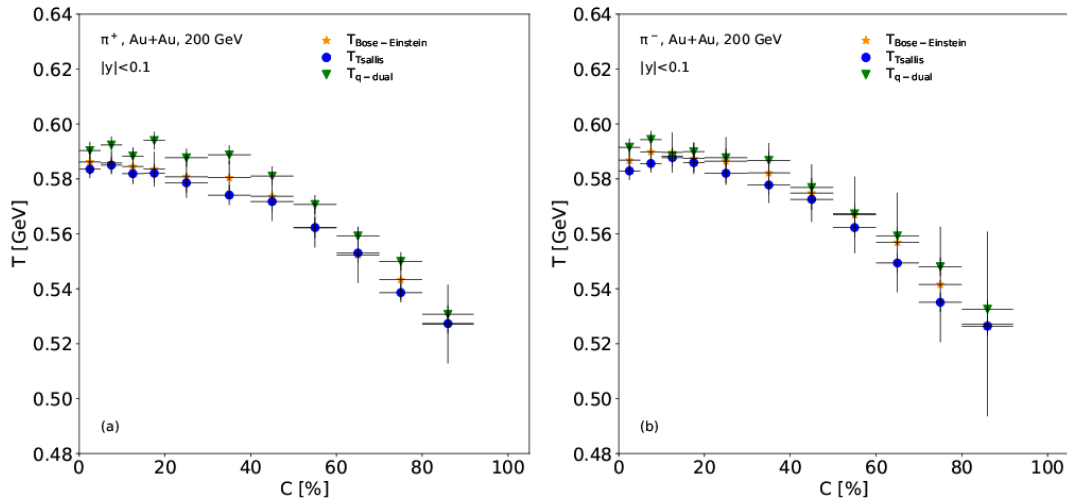 π⁺, Au+Au, 200 GeV
|y|<0.1
T_Bose−Einstein
T_Tsallis
T_q−dual
0.64
0.62
0.60
0.58
0.56
0.54
0.52
0.50
0.48
T [GeV]
(a)
0 20 40 60 80 100
C [%]
π⁻, Au+Au, 200 GeV
|y|<0.1
T_Bose−Einstein
T_Tsallis
T_q−dual
0.64
0.62
0.60
0.58
0.56
0.54
0.52
0.50
0.48
T [GeV]
(b)
0 20 40 60 80 100
C [%]